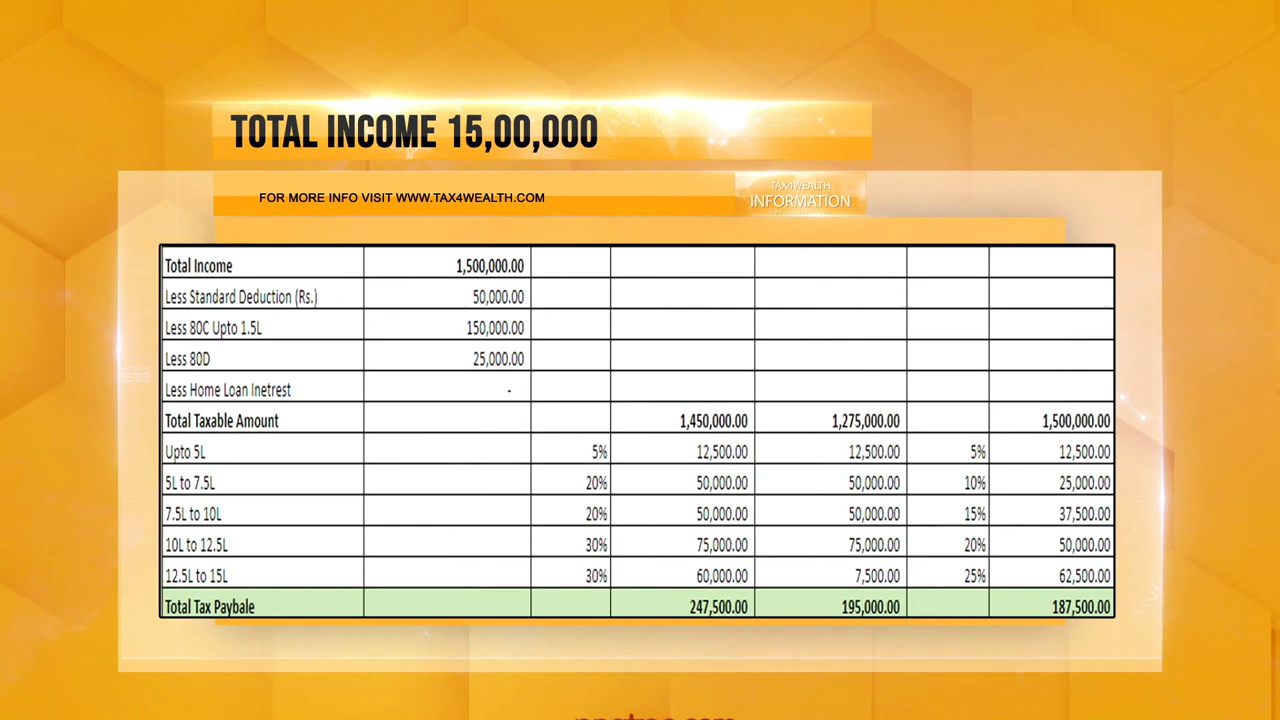 TOTAL INCOME 15,00,000
FOR MORE INFO VISIT WWW.TAX4WEALTH.COM
TAX4WEALTH
INFORMATION
Total Income 1,500,000.00
Less Standard Deduction (Rs.) 50,000.00
Less 80C Upto 1.5L 150,000.00
Less 80D 25,000.00
Less Home Loan Inetrest -
Total Taxable Amount 1,450,000.00 1,275,000.00 1,500,000.00
Upto 5L 5% 12,500.00 12,500.00 5% 12,500.00
5L to 7.5L 20% 50,000.00 50,000.00 10% 25,000.00
7.5L to 10L 20% 50,000.00 50,000.00 15% 37,500.00
10L to 12.5L 30% 75,000.00 75,000.00 20% 50,000.00
12.5L to 15L 30% 60,000.00 7,500.00 25% 62,500.00
Total Tax Paybale 247,500.00 195,000.00 187,500.00